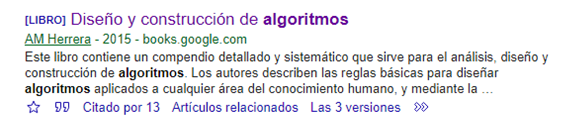 [LIBRO] Diseño y construcción de algoritmos
AM Herrera - 2015 - books.google.com
Este libro contiene un compendio detallado y sistemático que sirve para el análisis, diseño y
construcción de algoritmos. Los autores describen las reglas básicas para diseñar
algoritmos aplicados a cualquier área del conocimiento humano, y mediante la …
Citado por 13 Artículos relacionados Las 3 versiones